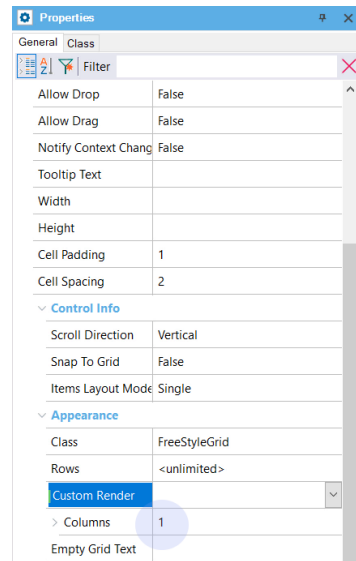 Properties
General Class
Filter
Allow Drop False
Allow Drag False
Notify Context Chang False
Tooltip Text
Width
Height
Cell Padding 1
Cell Spacing 2
Control Info
Scroll Direction Vertical
Snap To Grid False
Items Layout Mode Single
Appearance
Class FreeStyleGrid
Rows <unlimited>
Custom Render
Columns 1
Empty Grid Text